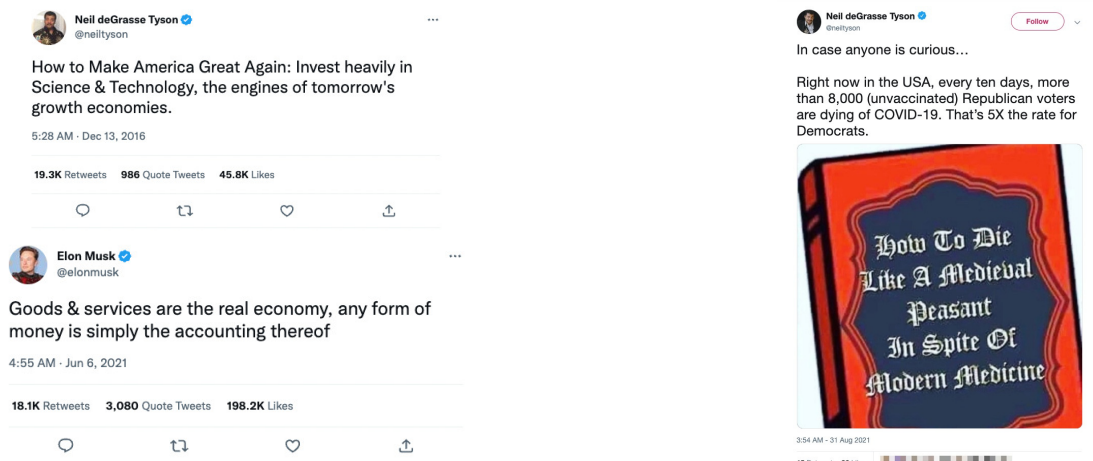 Neil deGrasse Tyson
@neiltyson
How to Make America Great Again: Invest heavily in
Science & Technology, the engines of tomorrow's
growth economies.
5:28 AM · Dec 13, 2016
19.3K Retweets 986 Quote Tweets 45.8K Likes
Elon Musk
@elonmusk
Goods & services are the real economy, any form of
money is simply the accounting thereof
4:55 AM · Jun 6, 2021
18.1K Retweets 3,080 Quote Tweets 198.2K Likes
Neil deGrasse Tyson
@neiltyson
Follow
In case anyone is curious…
Right now in the USA, every ten days, more
than 8,000 (unvaccinated) Republican voters
are dying of COVID-19. That's 5X the rate for
Democrats.
How To Die
Like A Medieval
Peasant
In Spite Of
Modern Medicine
3:54 AM - 31 Aug 2021